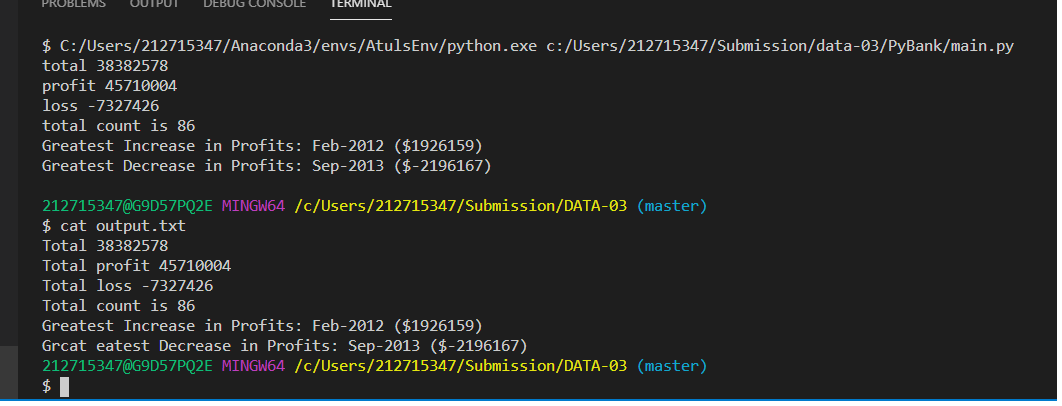 PROBLEMS OUTPUT DEBUG CONSOLE TERMINAL
$ C:/Users/212715347/Anaconda3/envs/AtulsEnv/python.exe c:/Users/212715347/Submission/data-03/PyBank/main.py
total 38382578
profit 45710004
loss -7327426
total count is 86
Greatest Increase in Profits: Feb-2012 ($1926159)
Greatest Decrease in Profits: Sep-2013 ($-2196167)
212715347@G9D57PQ2E MINGW64 /c/Users/212715347/Submission/DATA-03 (master)
$ cat output.txt
Total 38382578
Total profit 45710004
Total loss -7327426
Total count is 86
Greatest Increase in Profits: Feb-2012 ($1926159)
Grcat eatest Decrease in Profits: Sep-2013 ($-2196167)
212715347@G9D57PQ2E MINGW64 /c/Users/212715347/Submission/DATA-03 (master)
$